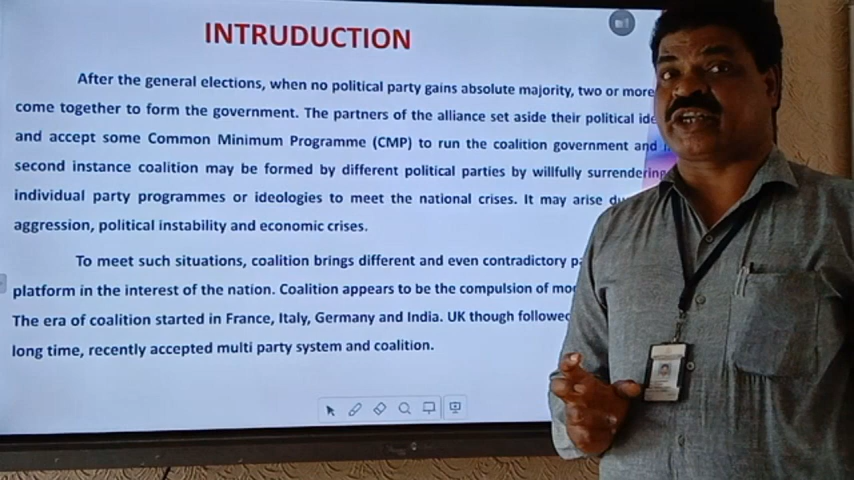 INTRUDUCTION
After the general elections, when no political party gains absolute majority, two or more
come together to form the government. The partners of the alliance set aside their political
and accept some Common Minimum Programme (CMP) to run the coalition government and
second instance coalition may be formed by different political parties by willfully surrendering
individual party programmes or ideologies to meet the national crises. It may arise
aggression, political instability and economic crises.
To meet such situations, coalition brings different and even contradictory
platform in the interest of the nation. Coalition appears to be the compulsion of
The era of coalition started in France, Italy, Germany and India. UK though followed
long time, recently accepted multi party system and coalition.